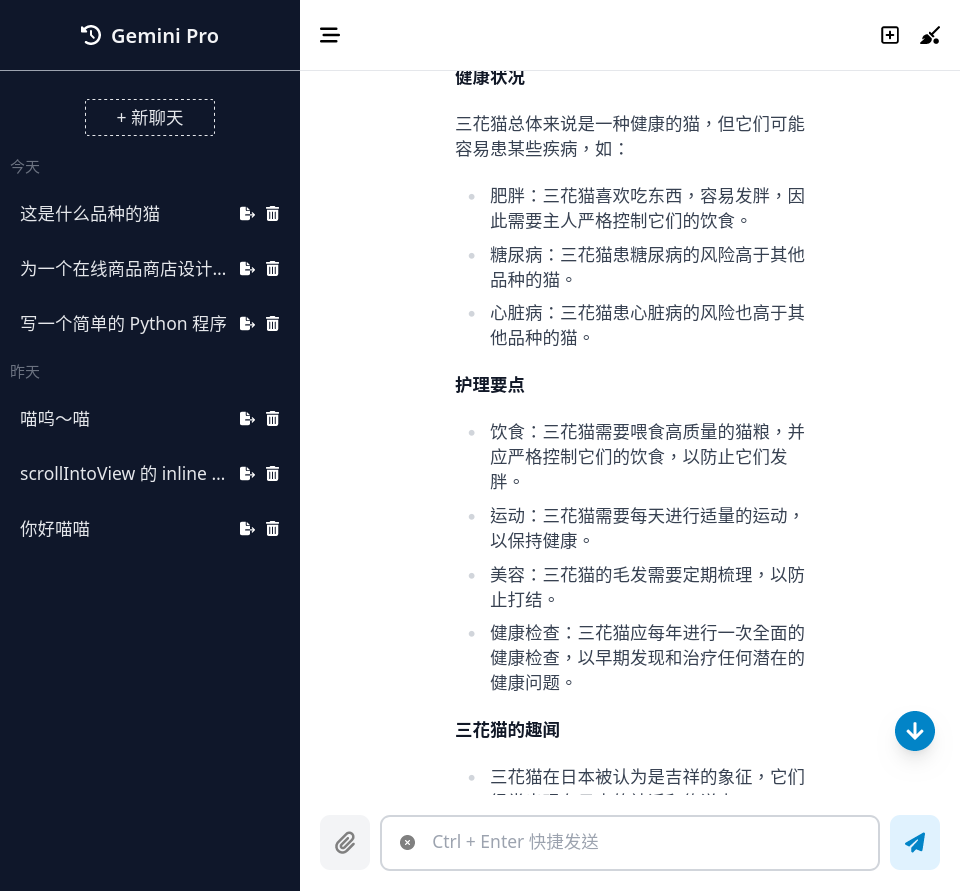 Gemini Pro
+ 新聊天
今天
这是什么品种的猫
为一个在线商品商店设计...
写一个简单的 Python 程序
昨天
喵呜～喵
scrollIntoView 的 inline ...
你好喵喵
健康状况
三花猫总体来说是一种健康的猫，但它们可能
容易患某些疾病，如：
肥胖：三花猫喜欢吃东西，容易发胖，因
此需要主人严格控制它们的饮食。
糖尿病：三花猫患糖尿病的风险高于其他
品种的猫。
心脏病：三花猫患心脏病的风险也高于其
他品种的猫。
护理要点
饮食：三花猫需要喂食高质量的猫粮，并
应严格控制它们的饮食，以防止它们发
胖。
运动：三花猫需要每天进行适量的运动，
以保持健康。
美容：三花猫的毛发需要定期梳理，以防
止打结。
健康检查：三花猫应每年进行一次全面的
健康检查，以早期发现和治疗任何潜在的
健康问题。
三花猫的趣闻
三花猫在日本被认为是吉祥的象征，它们
Ctrl + Enter 快捷发送